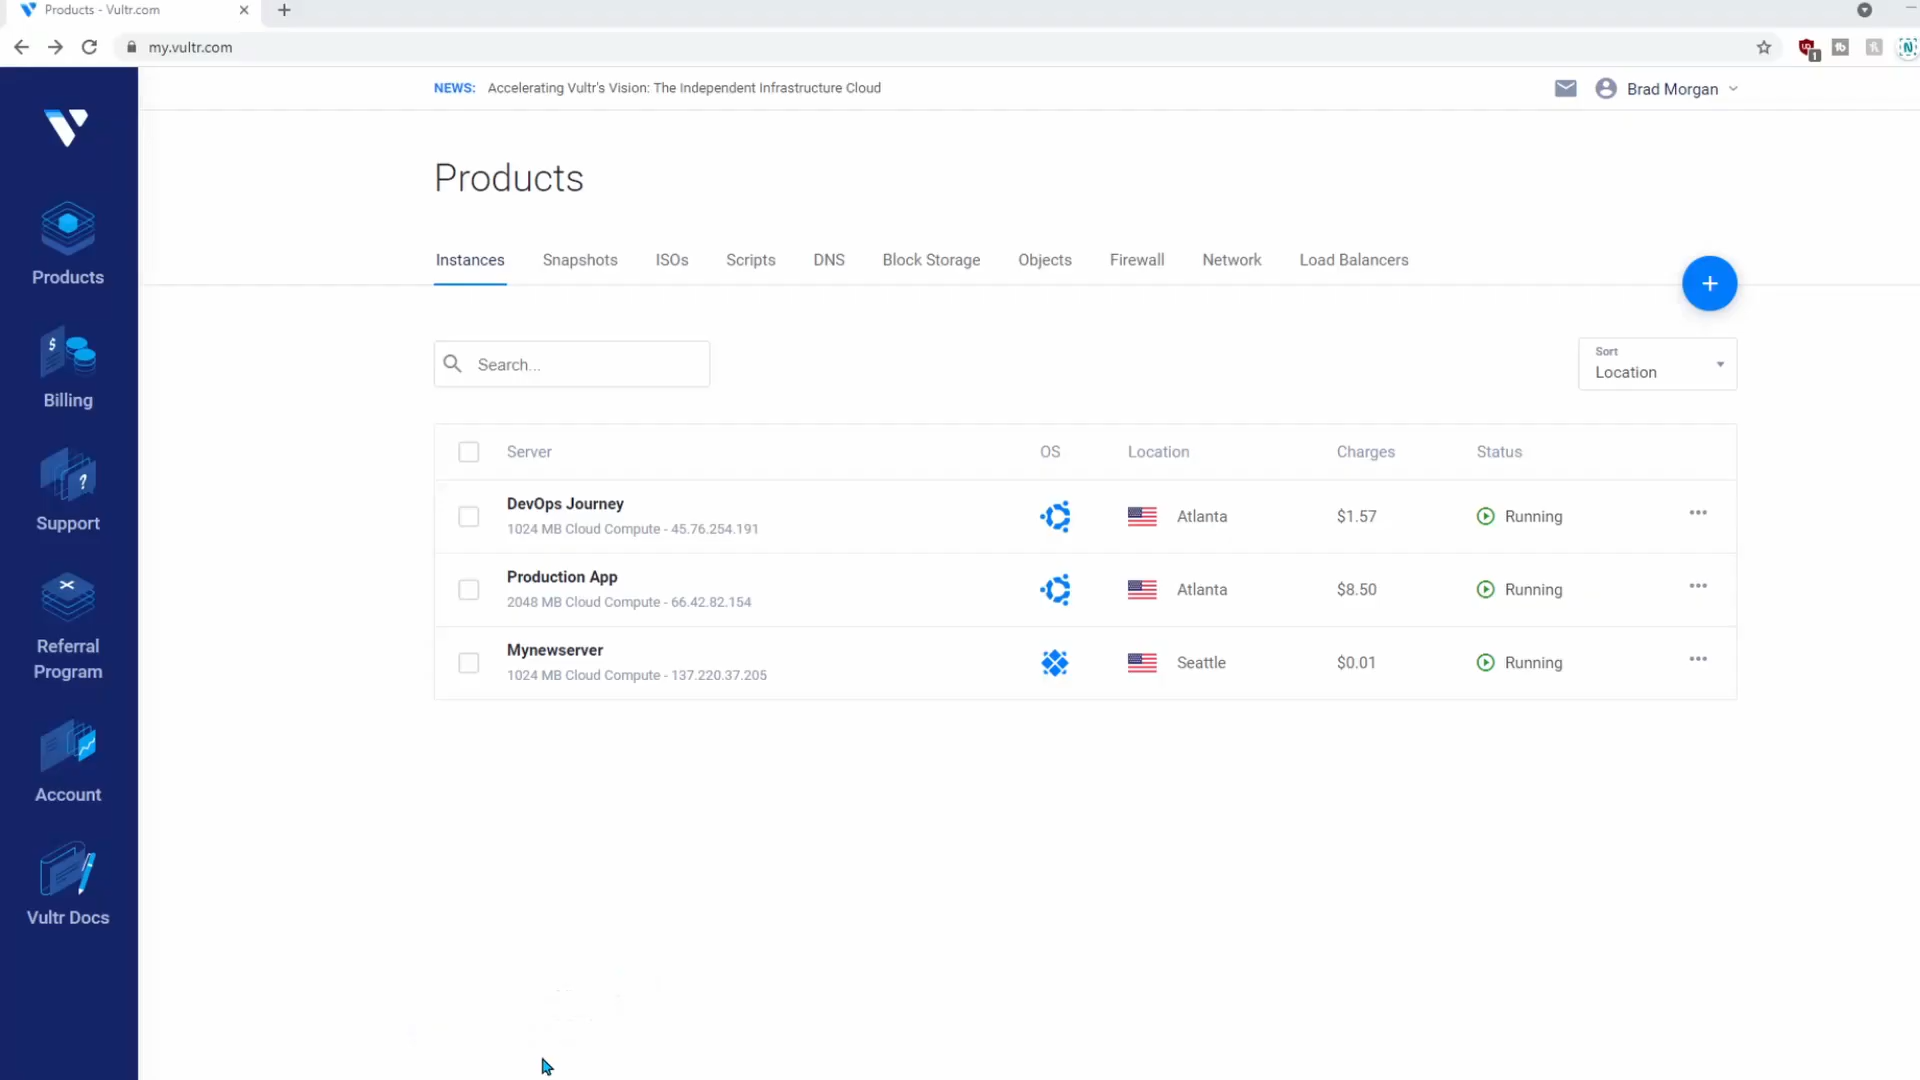 Products - Vultr.com
my.vultr.com
NEWS: Accelerating Vultr's Vision: The Independent Infrastructure Cloud
Brad Morgan
Products
Billing
Support
Referral
Program
Account
Vultr Docs
Products
Instances Snapshots ISOs Scripts DNS Block Storage Objects Firewall Network Load Balancers
+
Search...
Sort
Location
Server OS Location Charges Status
DevOps Journey
1024 MB Cloud Compute - 45.76.254.191
Atlanta $1.57 Running
Production App
2048 MB Cloud Compute - 66.42.82.154
Atlanta $8.50 Running
Mynewserver
1024 MB Cloud Compute - 137.220.37.205
Seattle $0.01 Running